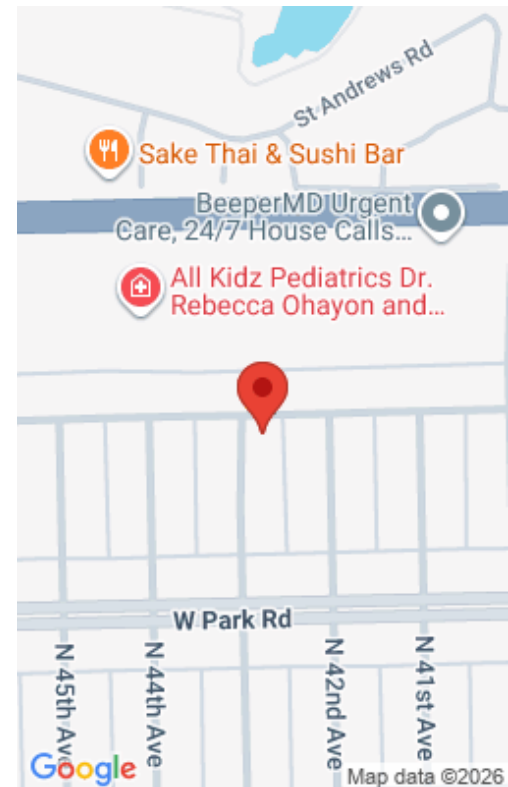 St Andrews Rd
Sake Thai & Sushi Bar
BeeperMD Urgent
Care, 24/7 House Calls...
All Kidz Pediatrics Dr.
Rebecca Ohayon and...
W Park Rd
N 45th Ave
N 44th Ave
N 42nd Ave
N 41st Ave
Google
Map data ©2026